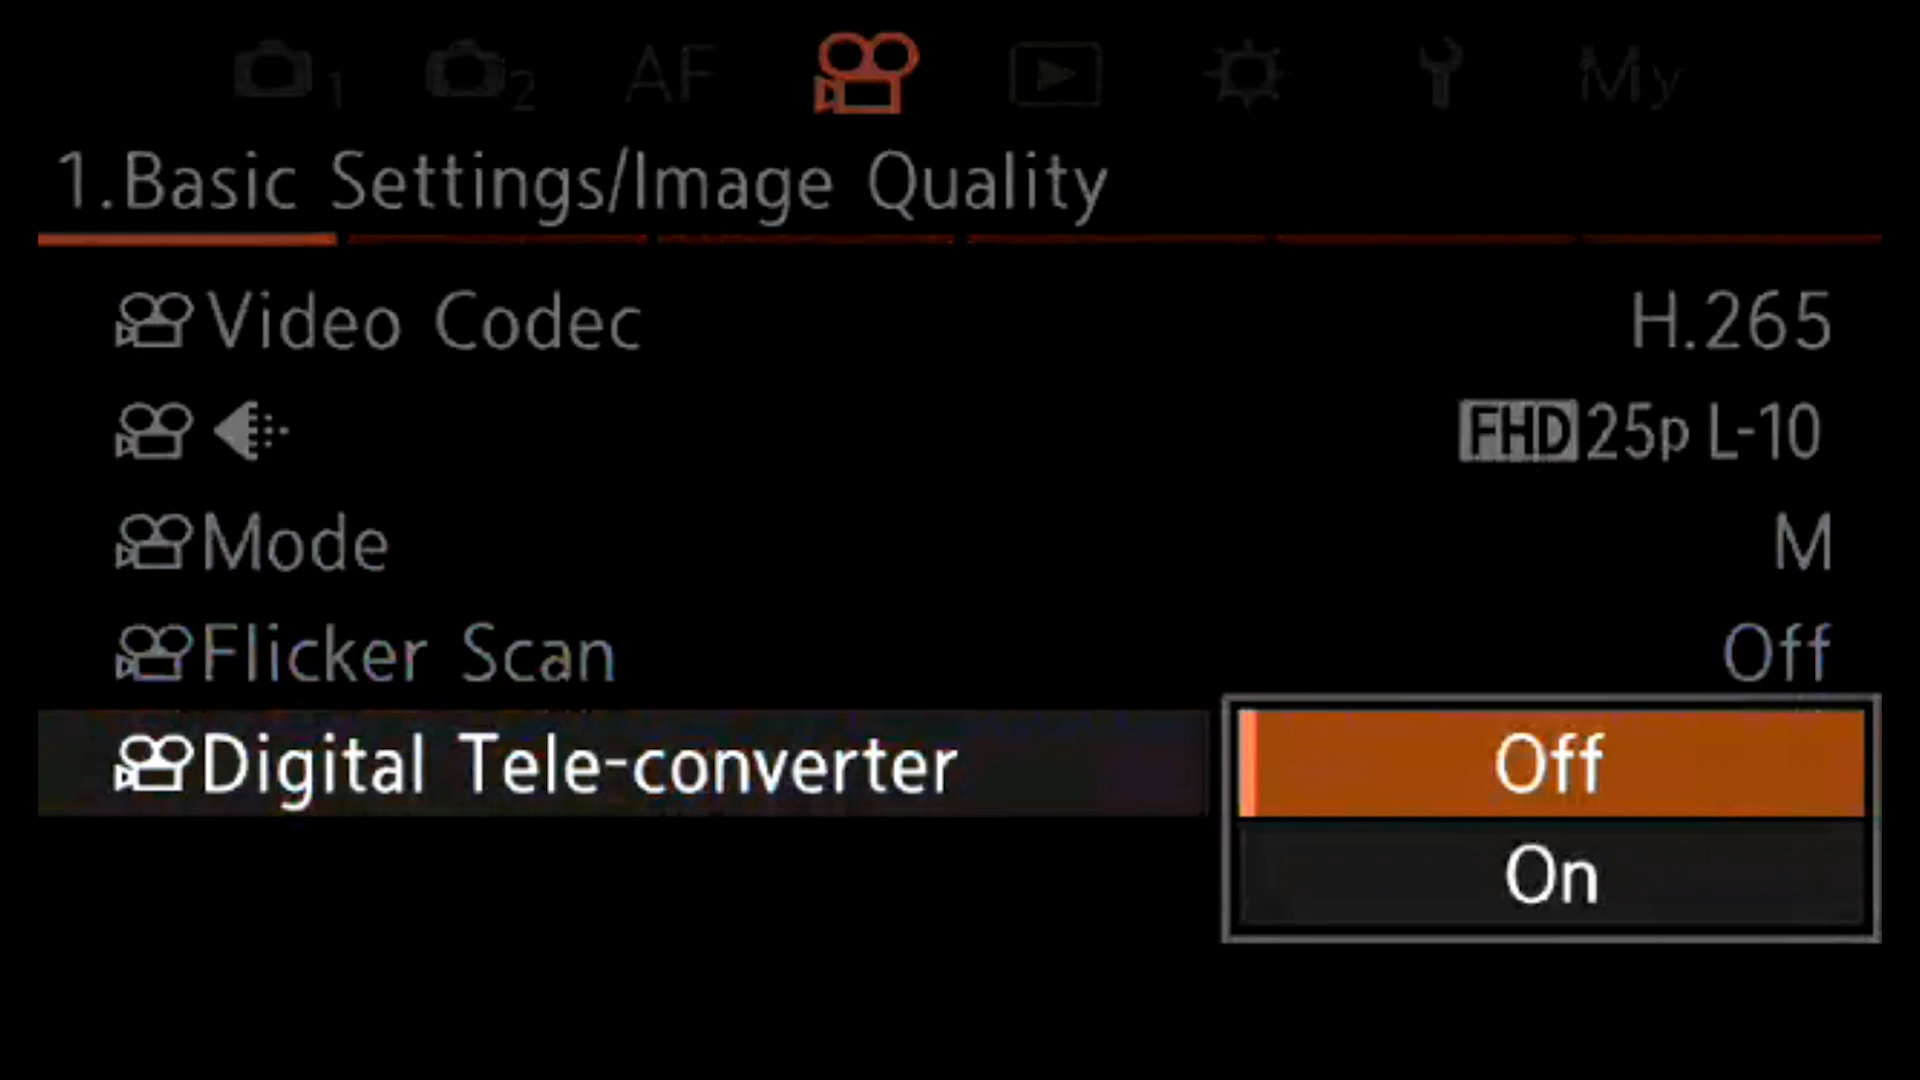 1 2 AF My
1.Basic Settings/Image Quality
Video Codec H.265
FHD 25p L-10
Mode M
Flicker Scan Off
Digital Tele-converter Off
On